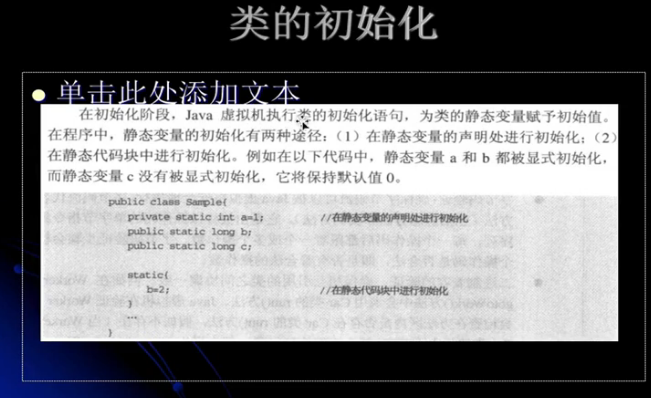 类的初始化
单击此处添加文本
在初始化阶段，Java 虚拟机执行类的初始化语句，为类的静态变量赋予初始值。
在程序中，静态变量的初始化有两种途径：（1）在静态变量的声明处进行初始化；（2）
在静态代码块中进行初始化。例如在以下代码中，静态变量 a 和 b 都被显式初始化，
而静态变量 c 没有被显式初始化，它将保持默认值 0。
public class Sample{
private static int a=1; //在静态变量的声明处进行初始化
public static long b;
public static long c;
static{
b=2; //在静态代码块中进行初始化
}
...
}